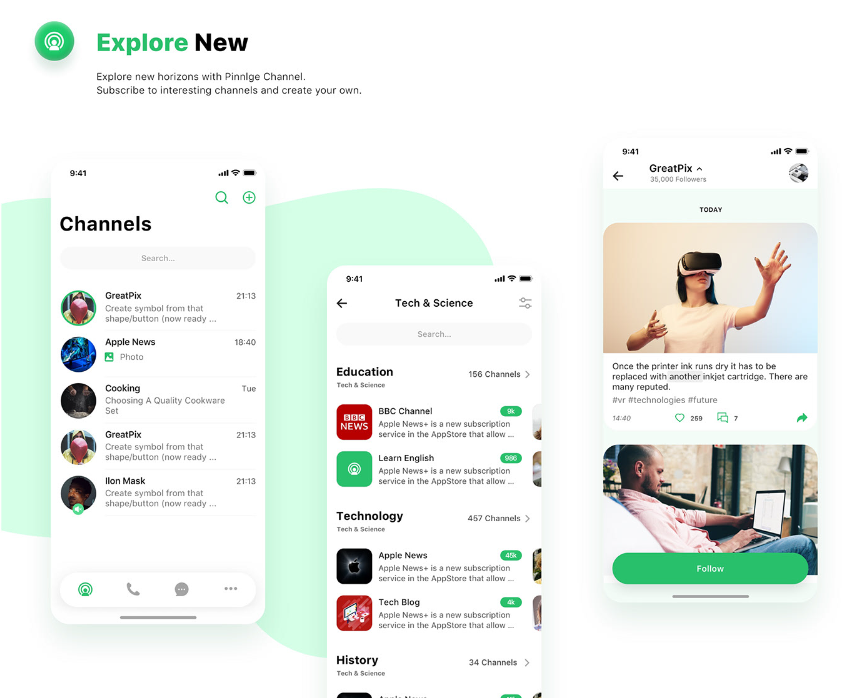 Explore New
Explore new horizons with Pinnlge Channel.
Subscribe to interesting channels and create your own.
9:41
Channels
Search...
GreatPix
21:13
Create symbol from that
shape/button (now ready ...
Apple News
18:40
Photo
Cooking
Tue
Choosing A Quality Cookware
Set
GreatPix
21:13
Create symbol from that
shape/button (now ready ...
Ilon Mask
21:13
Create symbol from that
shape/button (now ready ...
9:41
Tech & Science
Search...
Education
156 Channels
Tech & Science
BBC
NEWS
BBC Channel
9k
Apple News+ is a new subscription
service in the AppStore that allow ...
Learn English
986
Apple News+ is a new subscription
service in the AppStore that allow ...
Technology
457 Channels
Tech & Science
Apple News
45k
Apple News+ is a new subscription
service in the AppStore that allow ...
Tech Blog
4k
Apple News+ is a new subscription
service in the AppStore that allow ...
History
34 Channels
Tech & Science
9:41
GreatPix
35,000 Followers
TODAY
Once the printer ink runs dry it has to be
replaced with another inkjet cartridge. There are
many reputed.
#vr #technologies #future
14:40
259
7
Follow